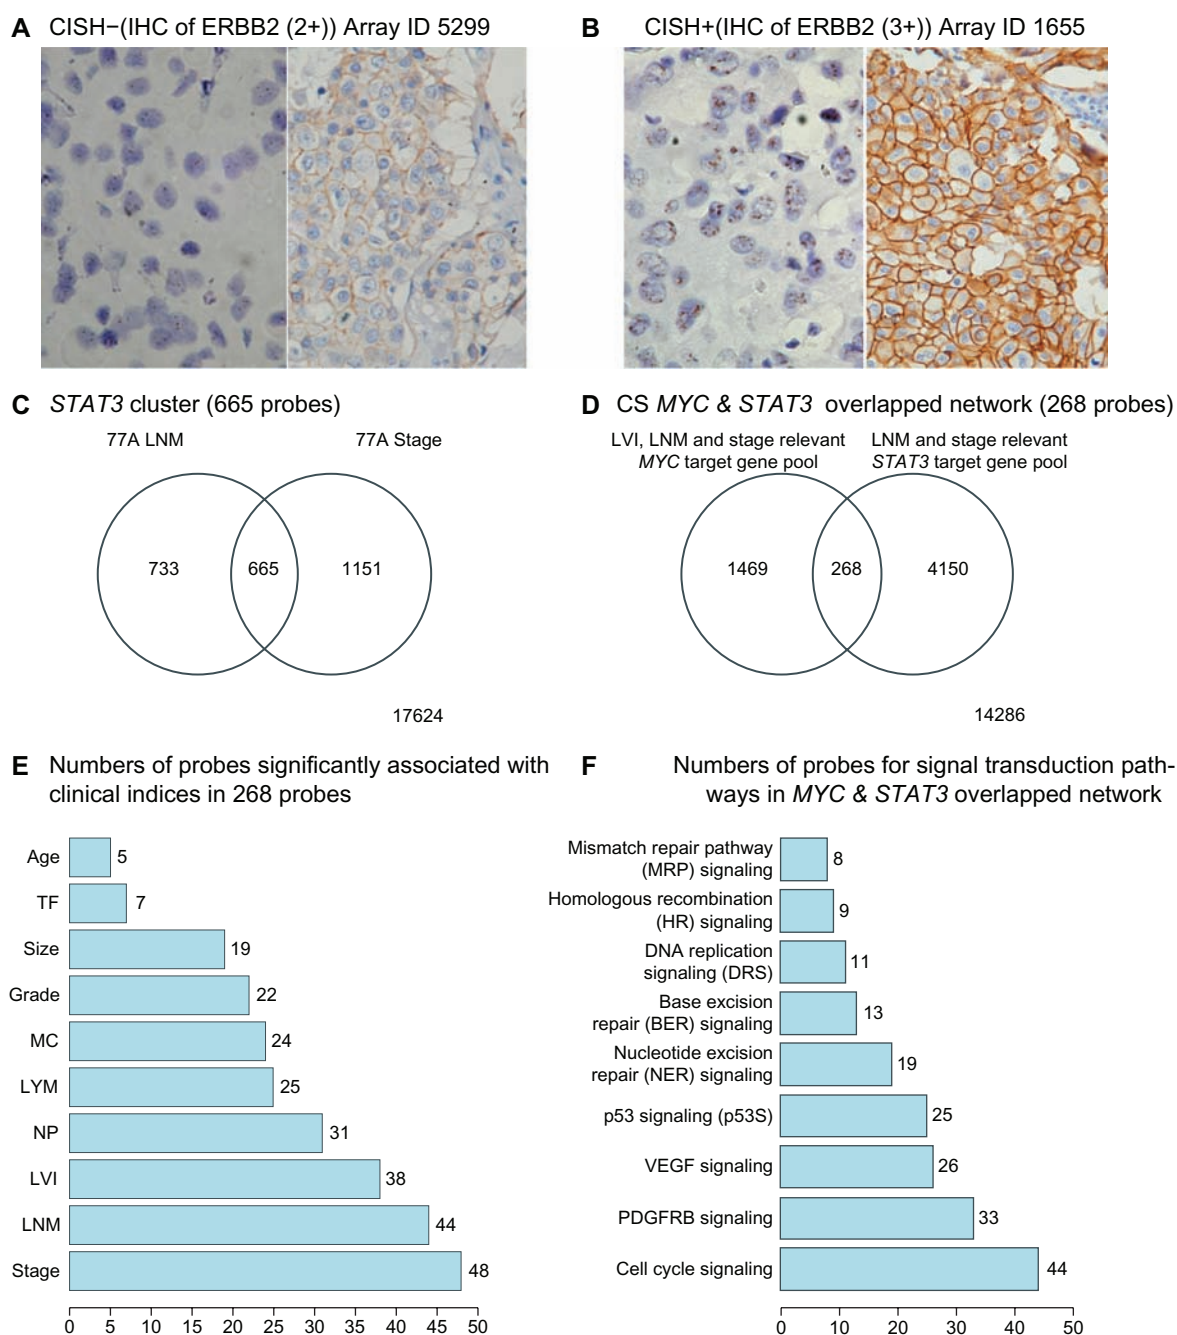 A CISH−(IHC of ERBB2 (2+)) Array ID 5299
B CISH+(IHC of ERBB2 (3+)) Array ID 1655
C STAT3 cluster (665 probes)
77A LNM
77A Stage
733
665
1151
17624
D CS MYC & STAT3 overlapped network (268 probes)
LVI, LNM and stage relevant
MYC target gene pool
LNM and stage relevant
STAT3 target gene pool
1469
268
4150
14286
E Numbers of probes significantly associated with
clinical indices in 268 probes
Age 5
TF 7
Size 19
Grade 22
MC 24
LYM 25
NP 31
LVI 38
LNM 44
Stage 48
0 5 10 15 20 25 30 35 40 45 50
F Numbers of probes for signal transduction path-
ways in MYC & STAT3 overlapped network
Mismatch repair pathway
(MRP) signaling 8
Homologous recombination
(HR) signaling 9
DNA replication
signaling (DRS) 11
Base excision
repair (BER) signaling 13
Nucleotide excision
repair (NER) signaling 19
p53 signaling (p53S) 25
VEGF signaling 26
PDGFRB signaling 33
Cell cycle signaling 44
0 10 20 30 40 50